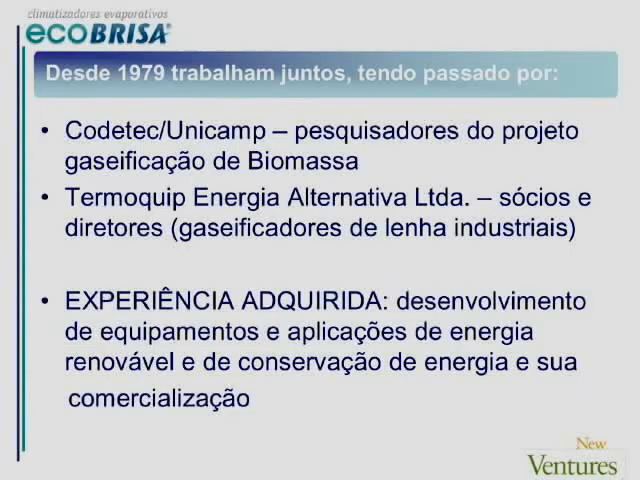 climatizadores evaporativos
ecoBRISA
Desde 1979 trabalham juntos, tendo passado por:
• Codetec/Unicamp – pesquisadores do projeto
gaseificação de Biomassa
• Termoquip Energia Alternativa Ltda. – sócios e
diretores (gaseificadores de lenha industriais)
• EXPERIÊNCIA ADQUIRIDA: desenvolvimento
de equipamentos e aplicações de energia
renovável e de conservação de energia e sua
comercialização
New
Ventures